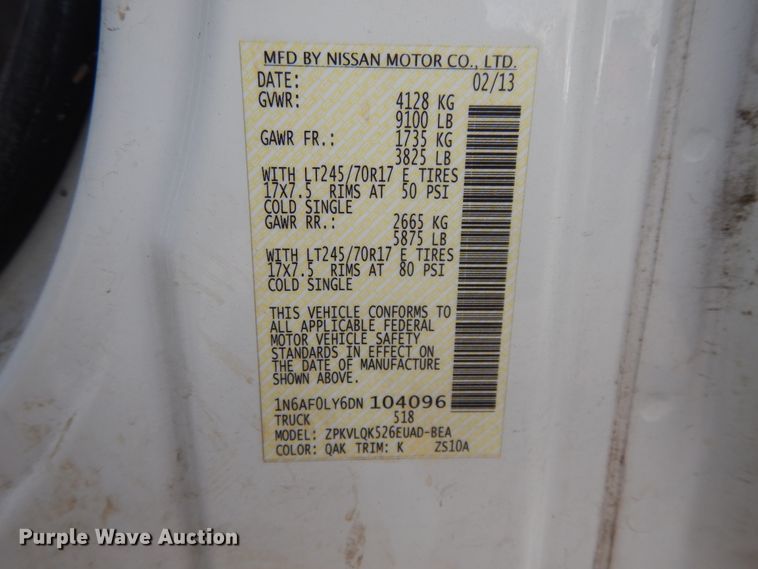 MFD BY NISSAN MOTOR CO., LTD.
DATE: 02/13
GVWR: 4128 KG
9100 LB
GAWR FR.: 1735 KG
3825 LB
WITH LT245/70R17 E TIRES
17X7.5 RIMS AT 50 PSI
COLD SINGLE
GAWR RR.: 2665 KG
5875 LB
WITH LT245/70R17 E TIRES
17X7.5 RIMS AT 80 PSI
COLD SINGLE
THIS VEHICLE CONFORMS TO
ALL APPLICABLE FEDERAL
MOTOR VEHICLE SAFETY
STANDARDS IN EFFECT ON
THE DATE OF MANUFACTURE
SHOWN ABOVE.
1N6AF0LY6DN 104096
TRUCK 518
MODEL: ZPKVLQKS26EUAD-BEA
COLOR: QAK TRIM: K ZS10A
Purple Wave Auction